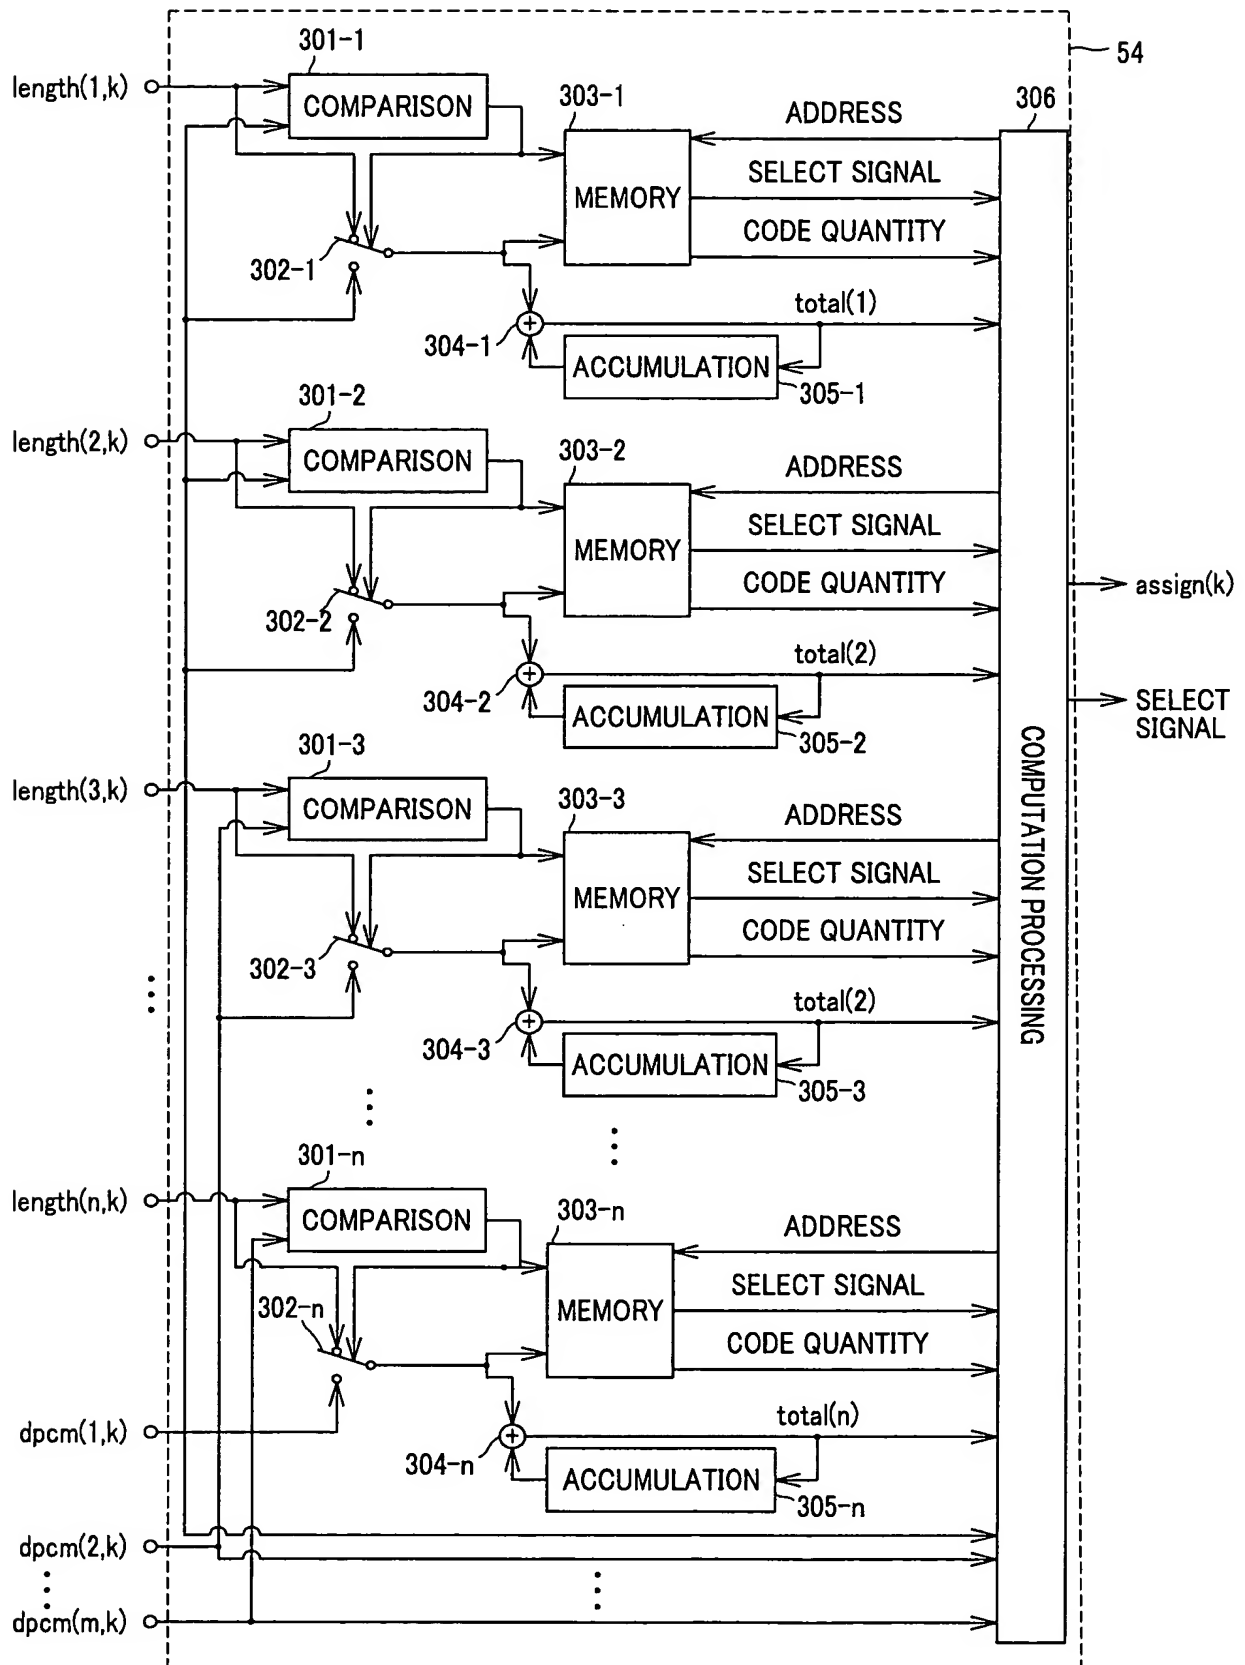 301-1
54
length(1,k)
COMPARISON
303-1
306
ADDRESS
MEMORY
SELECT SIGNAL
CODE QUANTITY
302-1
total(1)
304-1
ACCUMULATION
305-1
301-2
length(2,k)
COMPARISON
303-2
ADDRESS
MEMORY
SELECT SIGNAL
CODE QUANTITY
assign(k)
302-2
total(2)
304-2
ACCUMULATION
305-2
SELECT
SIGNAL
301-3
length(3,k)
COMPARISON
303-3
ADDRESS
MEMORY
SELECT SIGNAL
CODE QUANTITY
COMPUTATION PROCESSING
302-3
total(2)
304-3
ACCUMULATION
305-3
301-n
length(n,k)
COMPARISON
303-n
ADDRESS
MEMORY
SELECT SIGNAL
CODE QUANTITY
302-n
dpcm(1,k)
total(n)
304-n
ACCUMULATION
305-n
dpcm(2,k)
dpcm(m,k)